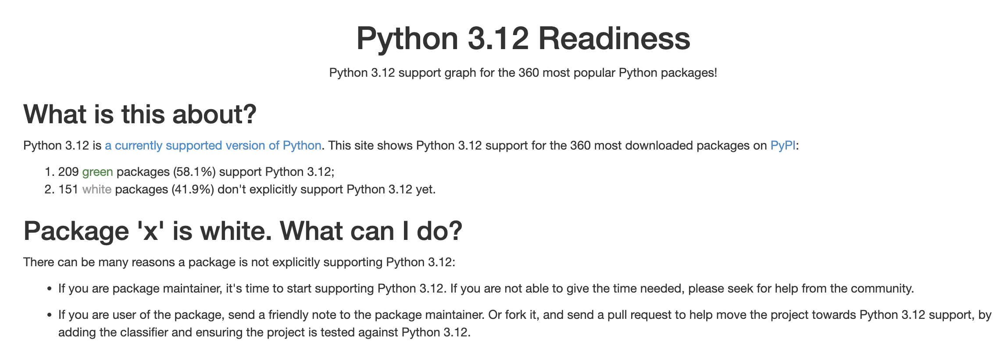 Python 3.12 Readiness
Python 3.12 support graph for the 360 most popular Python packages!
What is this about?
Python 3.12 is a currently supported version of Python. This site shows Python 3.12 support for the 360 most downloaded packages on PyPI:
1. 209 green packages (58.1%) support Python 3.12;
2. 151 white packages (41.9%) don't explicitly support Python 3.12 yet.
Package 'x' is white. What can I do?
There can be many reasons a package is not explicitly supporting Python 3.12:
• If you are package maintainer, it's time to start supporting Python 3.12. If you are not able to give the time needed, please seek for help from the community.
• If you are user of the package, send a friendly note to the package maintainer. Or fork it, and send a pull request to help move the project towards Python 3.12 support, by
adding the classifier and ensuring the project is tested against Python 3.12.